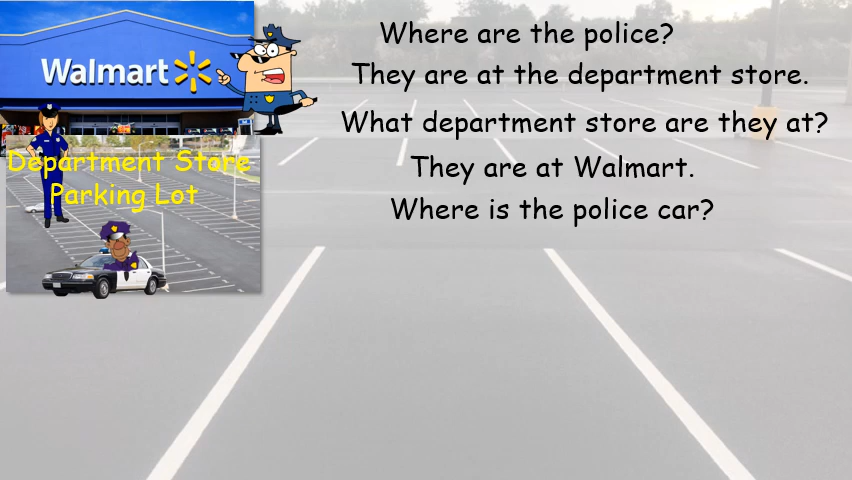 Walmart
Department Store
Parking Lot
Where are the police?
They are at the department store.
What department store are they at?
They are at Walmart.
Where is the police car?